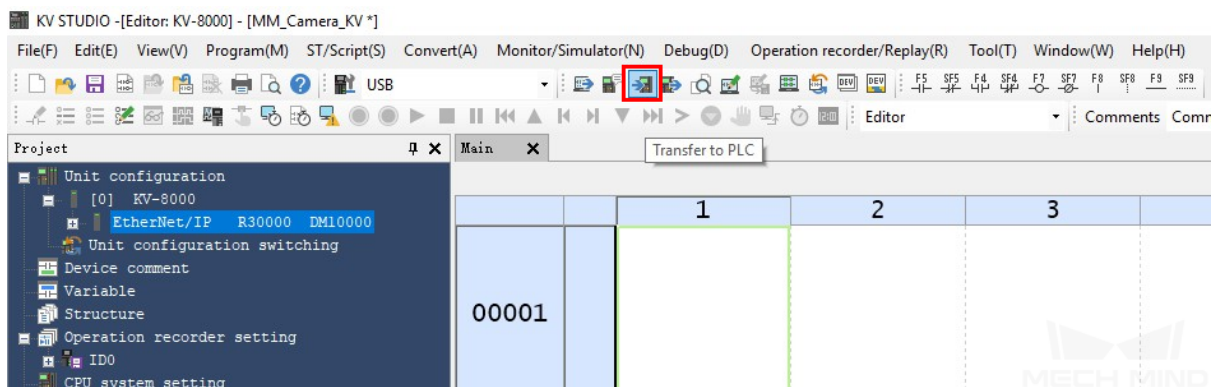 KV STUDIO -[Editor: KV-8000] - [MM_Camera_KV *]
File(F) Edit(E) View(V) Program(M) ST/Script(S) Convert(A) Monitor/Simulator(N) Debug(D) Operation recorder/Replay(R) Tool(T) Window(W) Help(H)
USB DEV DEV F5 SF5 F4 SF4 F7 SF7 F8 SF8 F9 SF9
Editor Comments Comm
Project Main Transfer to PLC
Unit configuration
[0] KV-8000
EtherNet/IP R30000 DM10000
Unit configuration switching
Device comment
Variable
Structure
Operation recorder setting
ID0
CPU system setting
1 2 3
00001
MECH MIND